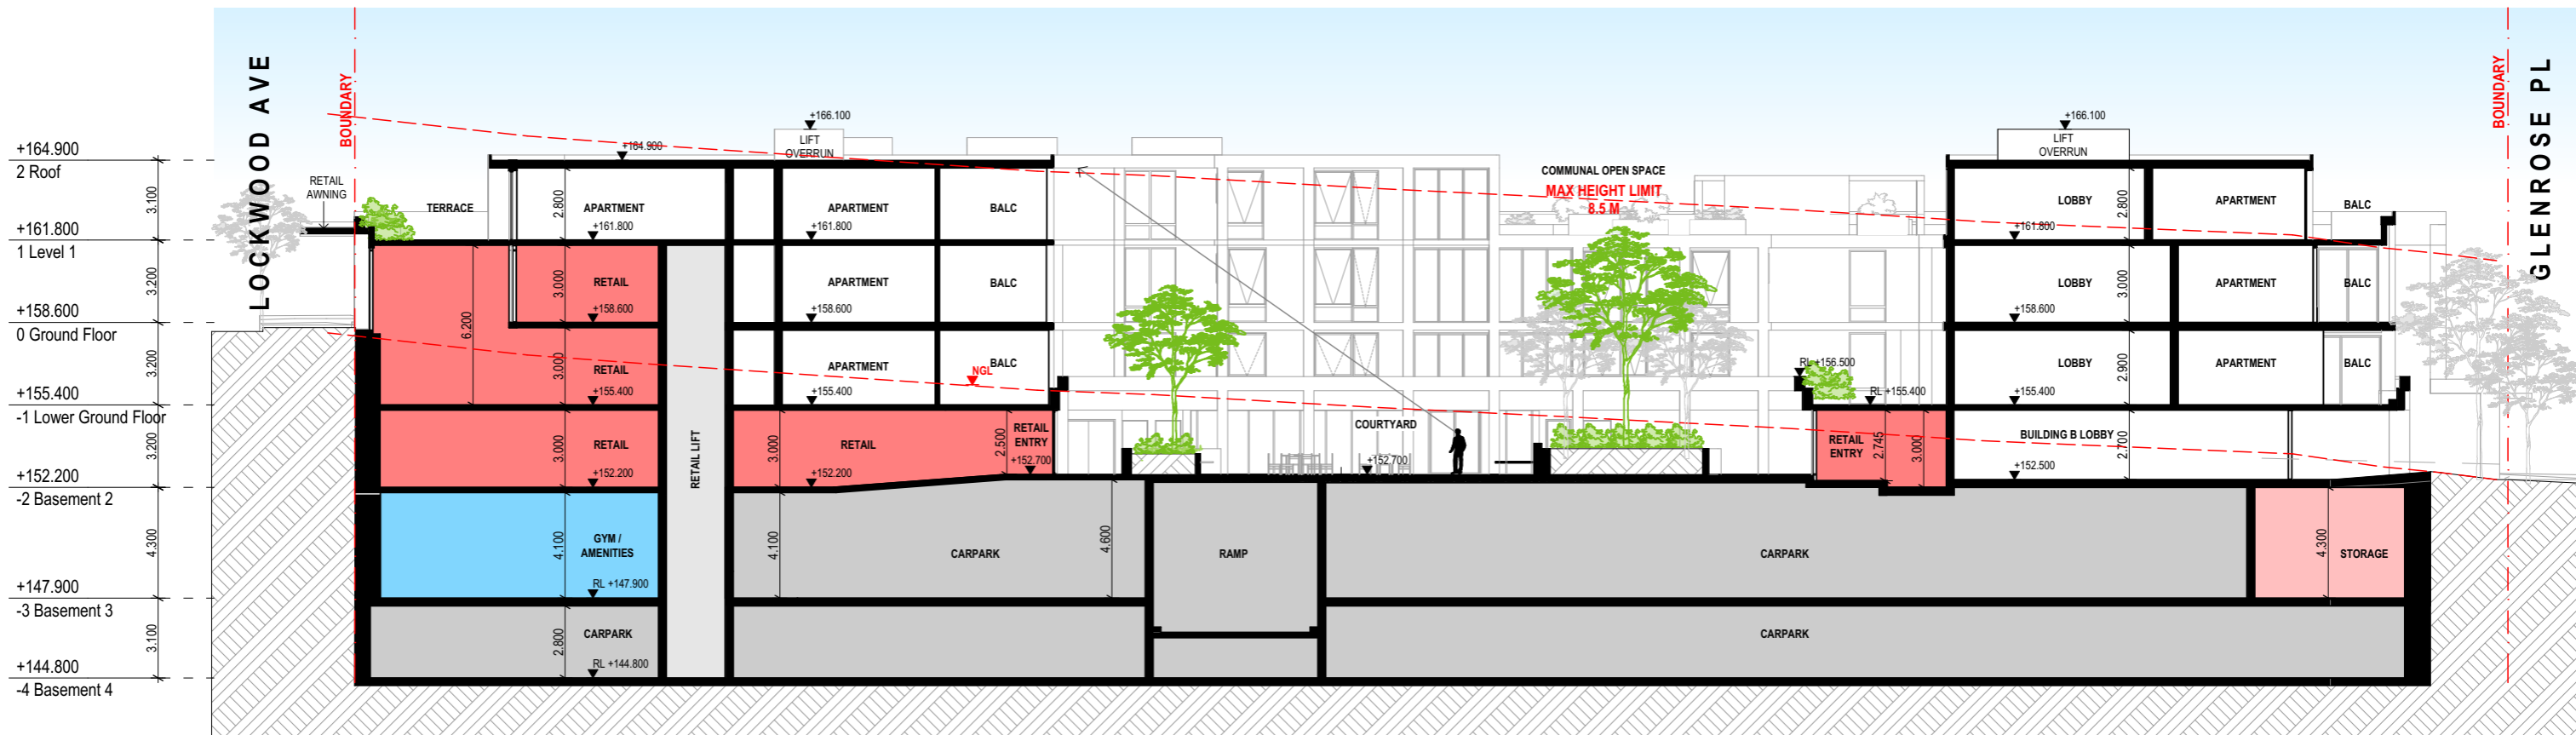 LOCKWOOD AVE
BOUNDARY
BOUNDARY
GLENROSE PL
+164.900
2 Roof
3.100
+161.800
1 Level 1
3.200
+158.600
0 Ground Floor
3.200
+155.400
-1 Lower Ground Floor
3.200
+152.200
-2 Basement 2
4.300
+147.900
-3 Basement 3
3.100
+144.800
-4 Basement 4
RETAIL
AWNING
TERRACE
+164.900
+166.100
LIFT
OVERRUN
2.800
APARTMENT
+161.800
APARTMENT
+161.800
BALC
6.200
3.000
RETAIL
+158.600
APARTMENT
+158.600
BALC
3.000
RETAIL
+155.400
APARTMENT
+155.400
BALC
NGL
3.000
RETAIL
+152.200
RETAIL LIFT
3.000
RETAIL
+152.200
2.500
RETAIL
ENTRY
+152.700
4.100
GYM /
AMENITIES
RL +147.900
4.100
CARPARK
4.600
RAMP
CARPARK
2.800
CARPARK
RL +144.800
CARPARK
COMMUNAL OPEN SPACE
MAX HEIGHT LIMIT
8.5 M
COURTYARD
+152.700
RL +156.500
RL +155.400
RETAIL
ENTRY
2.745
3.000
+166.100
LIFT
OVERRUN
LOBBY
+161.800
2.800
APARTMENT
BALC
LOBBY
+158.600
3.000
APARTMENT
BALC
LOBBY
+155.400
2.900
APARTMENT
BALC
BUILDING B LOBBY
+152.500
2.700
4.300
STORAGE